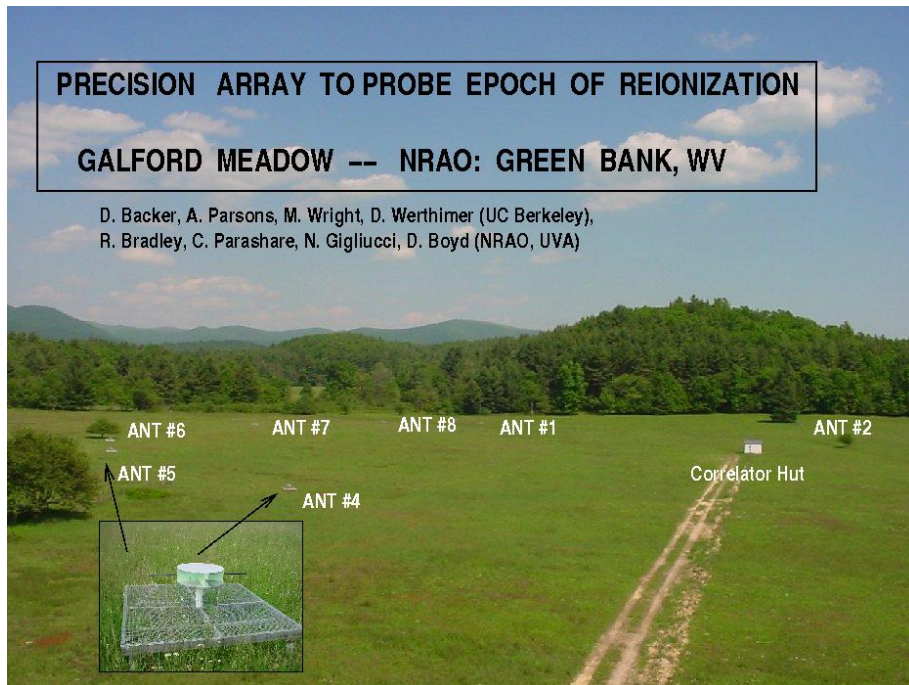 PRECISION ARRAY TO PROBE EPOCH OF REIONIZATION
GALFORD MEADOW -- NRAO: GREEN BANK, WV
D. Backer, A. Parsons, M. Wright, D. Werthimer (UC Berkeley),
R. Bradley, C. Parashare, N. Gigliucci, D. Boyd (NRAO, UVA)
ANT #6
ANT #7
ANT #8
ANT #1
ANT #2
ANT #5
Correlator Hut
ANT #4